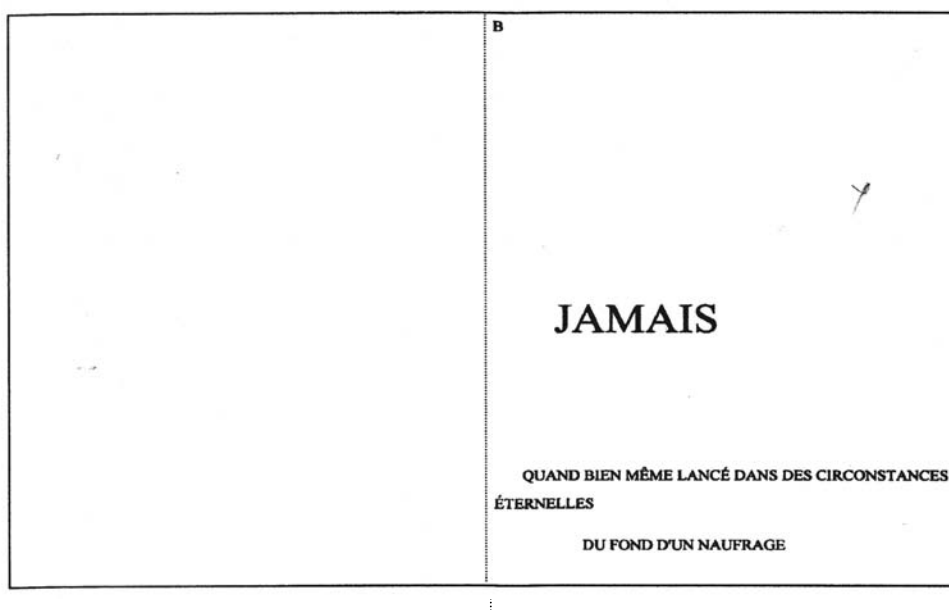 B
JAMAIS
QUAND BIEN MÊME LANCÉ DANS DES CIRCONSTANCES
ÉTERNELLES
DU FOND D'UN NAUFRAGE